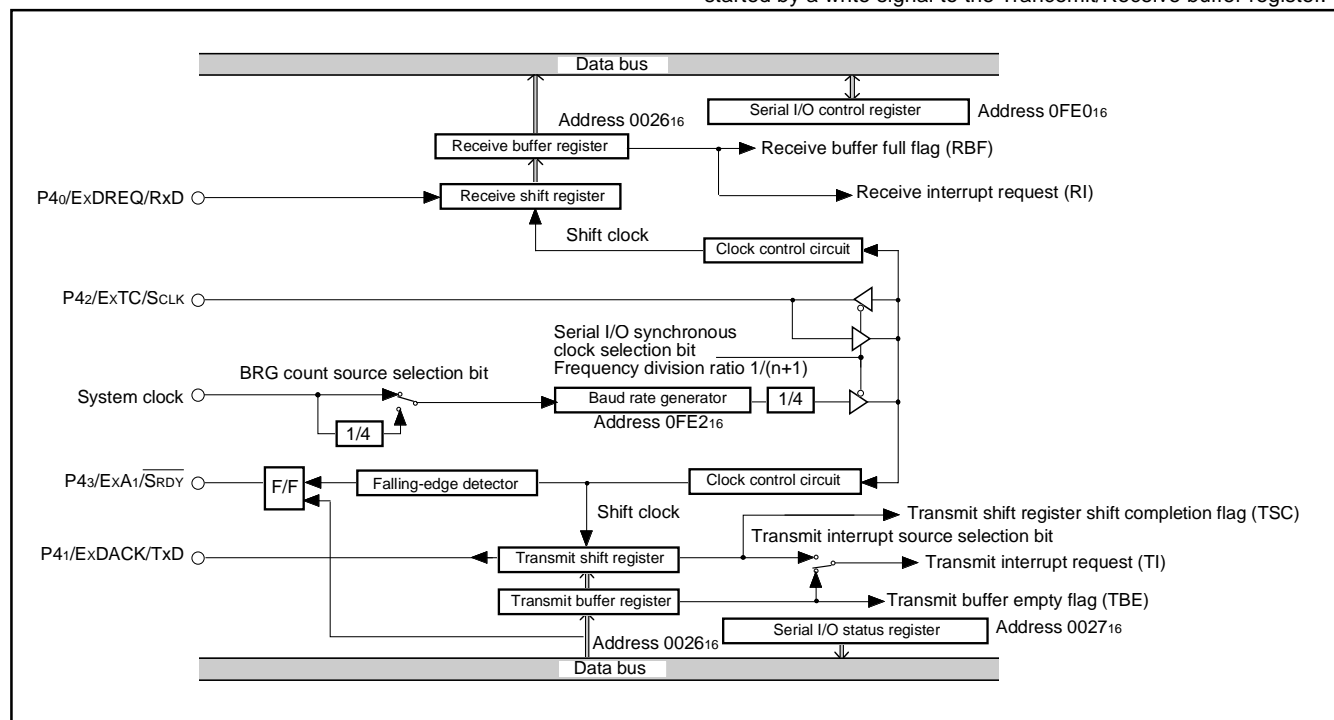 started by a write signal to the Transemit/Receive buffer register.
Data bus
Serial I/O control register
Address 0FE016
Address 002616
Receive buffer register
Receive buffer full flag (RBF)
P40/EXDREQ/RxD
Receive shift register
Receive interrupt request (RI)
Shift clock
Clock control circuit
P42/EXTC/SCLK
Serial I/O synchronous
clock selection bit
Frequency division ratio 1/(n+1)
BRG count source selection bit
System clock
Baud rate generator
1/4
Address 0FE216
1/4
P43/EXA1/SRDY
F/F
Falling-edge detector
Clock control circuit
Shift clock
Transmit shift register shift completion flag (TSC)
Transmit interrupt source selection bit
P41/EXDACK/TxD
Transmit shift register
Transmit interrupt request (TI)
Transmit buffer register
Transmit buffer empty flag (TBE)
Address 002616
Serial I/O status register
Address 002716
Data bus